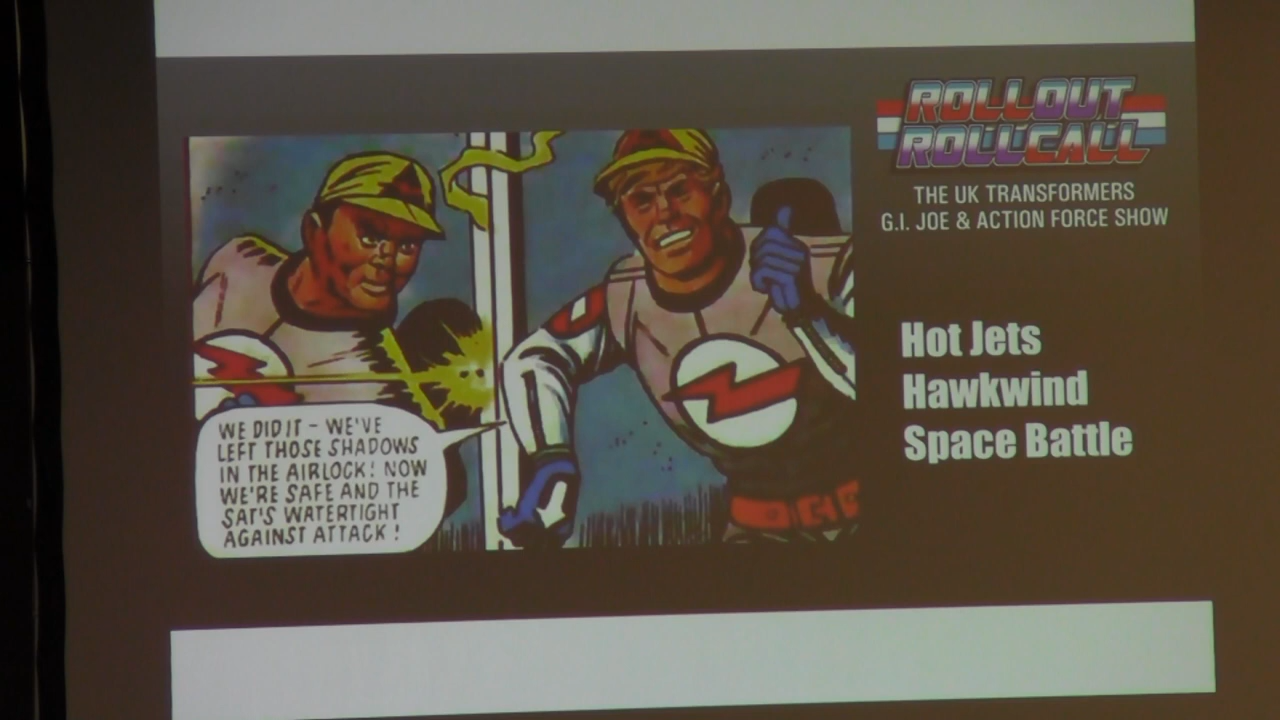 ROLLOUT
ROLLCALL
THE UK TRANSFORMERS
G.I. JOE & ACTION FORCE SHOW
Hot Jets
Hawkwind
Space Battle
WE DID IT - WE'VE
LEFT THOSE SHADOWS
IN THE AIRLOCK! NOW
WE'RE SAFE AND THE
SAT'S WATERTIGHT
AGAINST ATTACK!